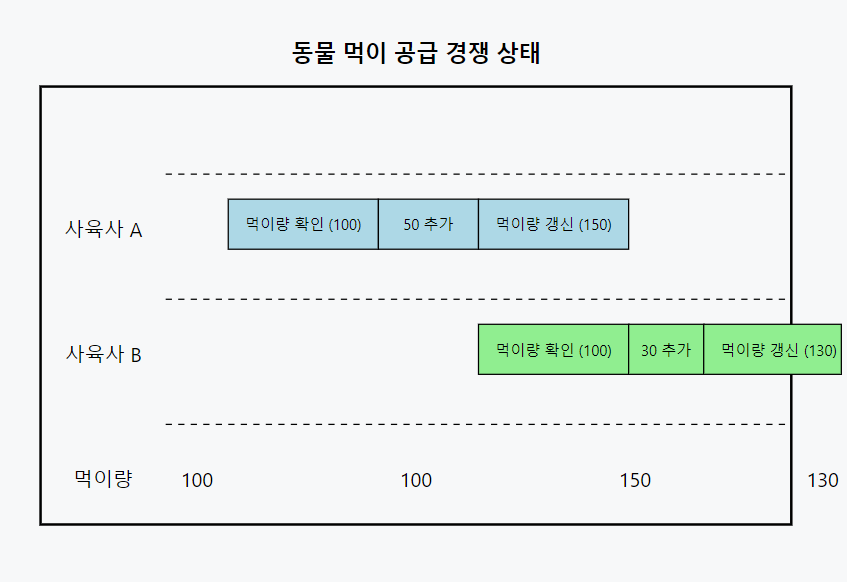 동물 먹이 공급 경쟁 상태
사육사 A
먹이량 확인 (100)
50 추가
먹이량 갱신 (150)
사육사 B
먹이량 확인 (100)
30 추가
먹이량 갱신 (130)
먹이량
100
100
150
130